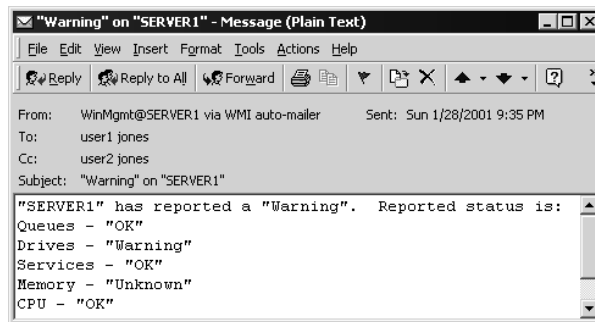 "Warning" on "SERVER1" - Message (Plain Text)
File Edit View Insert Format Tools Actions Help
Reply Reply to All Forward
From: WinMgmt@SERVER1 via WMI auto-mailer Sent: Sun 1/28/2001 9:35 PM
To: user1 jones
Cc: user2 jones
Subject: "Warning" on "SERVER1"
"SERVER1" has reported a "Warning". Reported status is:
Queues - "OK"
Drives - "Warning"
Services - "OK"
Memory - "Unknown"
CPU - "OK"